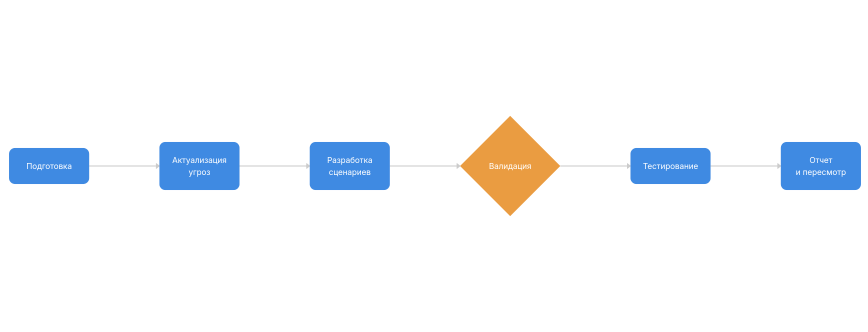 Подготовка
Актуализация
угроз
Разработка
сценариев
Валидация
Тестирование
Отчет
и пересмотр